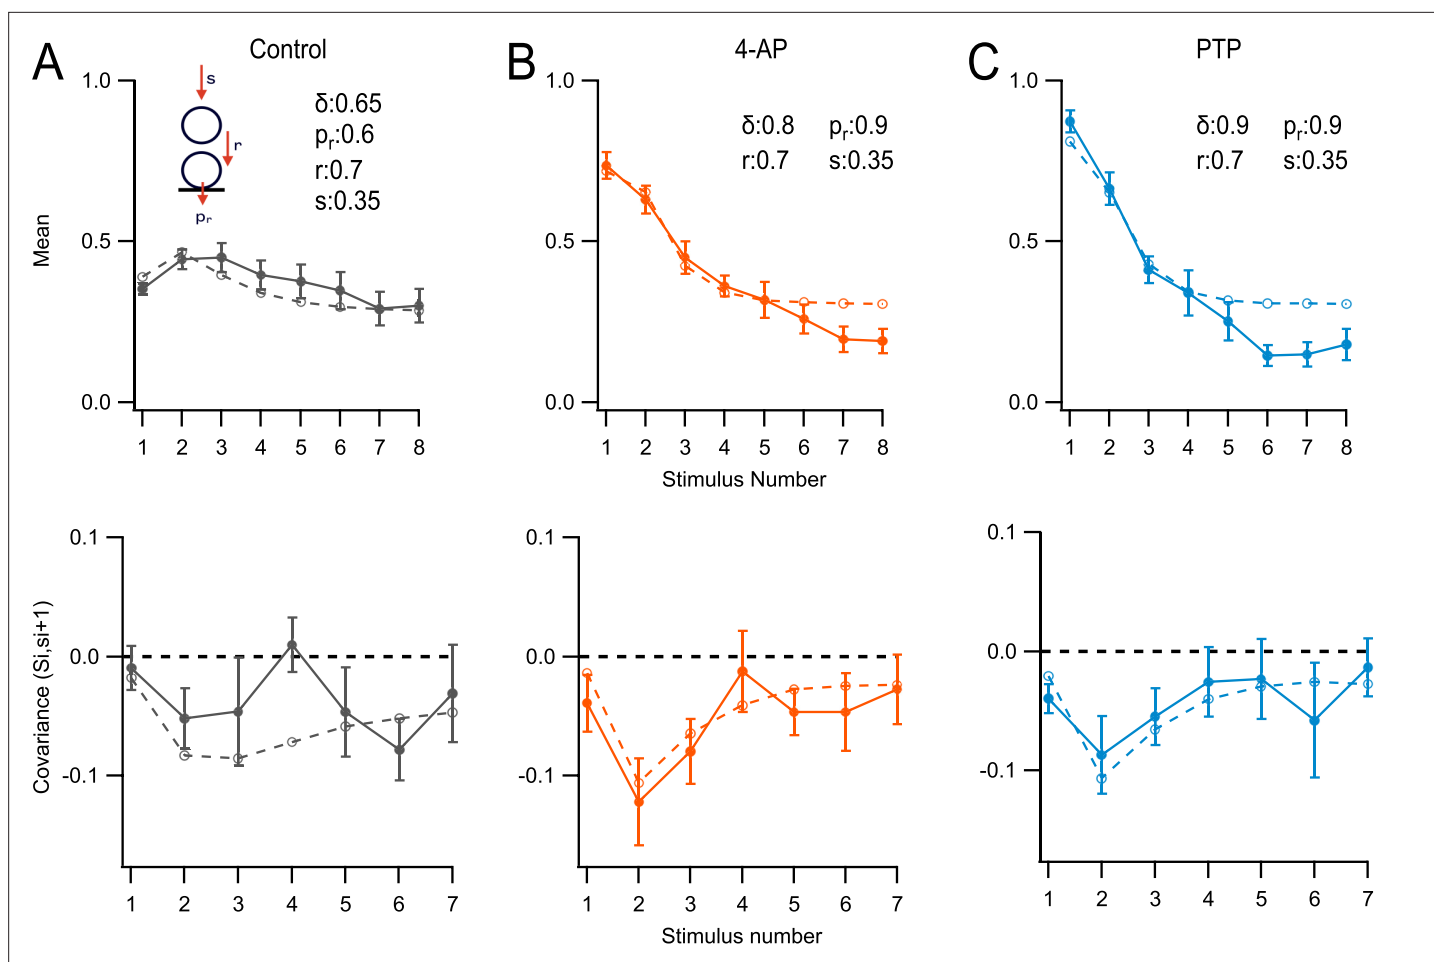 A
Control
s
r
pr
δ:0.65
pr:0.6
r:0.7
s:0.35
Mean
1.0
0.5
0.0
1 2 3 4 5 6 7 8
B
4-AP
δ:0.8 pr:0.9
r:0.7 s:0.35
1.0
0.5
0.0
1 2 3 4 5 6 7 8
Stimulus Number
C
PTP
δ:0.9 pr:0.9
r:0.7 s:0.35
1.0
0.5
0.0
1 2 3 4 5 6 7 8
Covariance (Si,si+1)
0.1
0.0
-0.1
1 2 3 4 5 6 7
0.1
0.0
-0.1
1 2 3 4 5 6 7
Stimulus number
0.1
0.0
-0.1
1 2 3 4 5 6 7